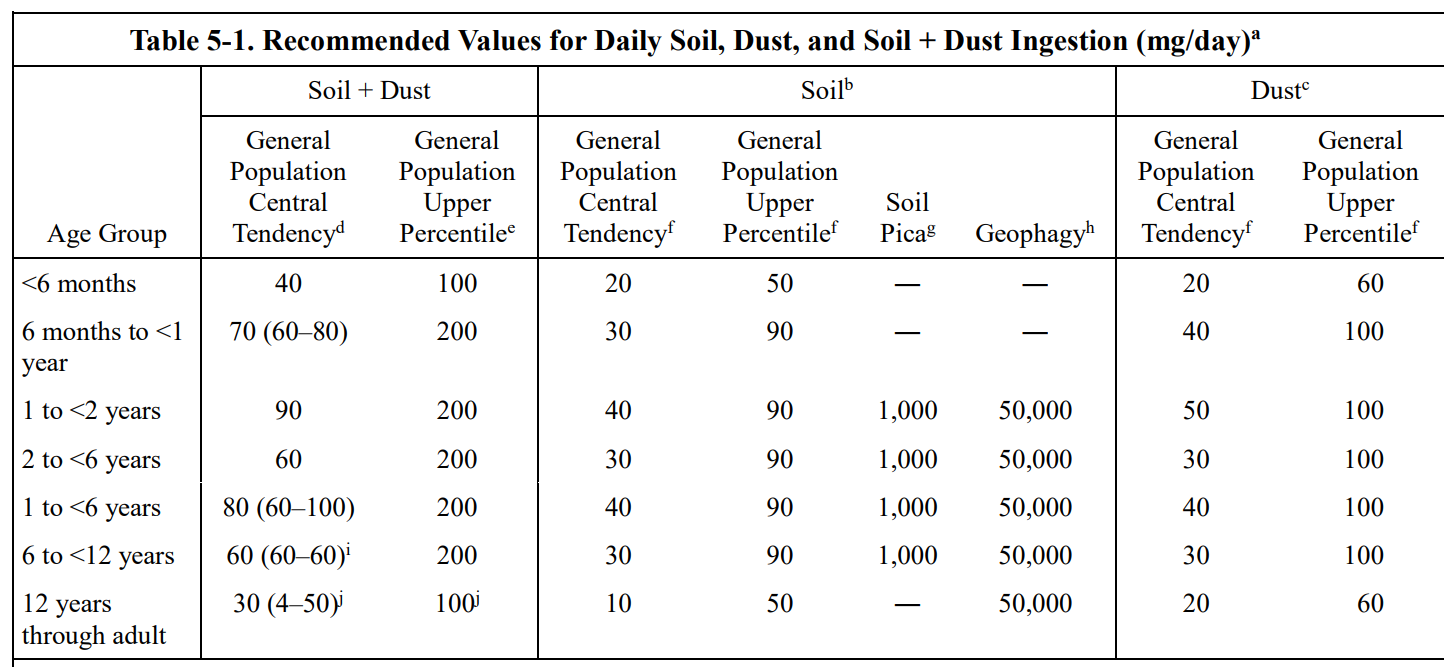 Table 5-1. Recommended Values for Daily Soil, Dust, and Soil + Dust Ingestion (mg/day)ᵃ
Soil + Dust Soilᵇ Dustᶜ
Age Group
General Population Central Tendencyᵈ
General Population Upper Percentileᵉ
General Population Central Tendencyᶠ
General Population Upper Percentileᶠ
Soil Picaᵍ
Geophagyʰ
General Population Central Tendencyᶠ
General Population Upper Percentileᶠ
<6 months 40 100 20 50 — — 20 60
6 months to <1 year 70 (60–80) 200 30 90 — — 40 100
1 to <2 years 90 200 40 90 1,000 50,000 50 100
2 to <6 years 60 200 30 90 1,000 50,000 30 100
1 to <6 years 80 (60–100) 200 40 90 1,000 50,000 40 100
6 to <12 years 60 (60–60)ⁱ 200 30 90 1,000 50,000 30 100
12 years through adult 30 (4–50)ʲ 100ʲ 10 50 — 50,000 20 60